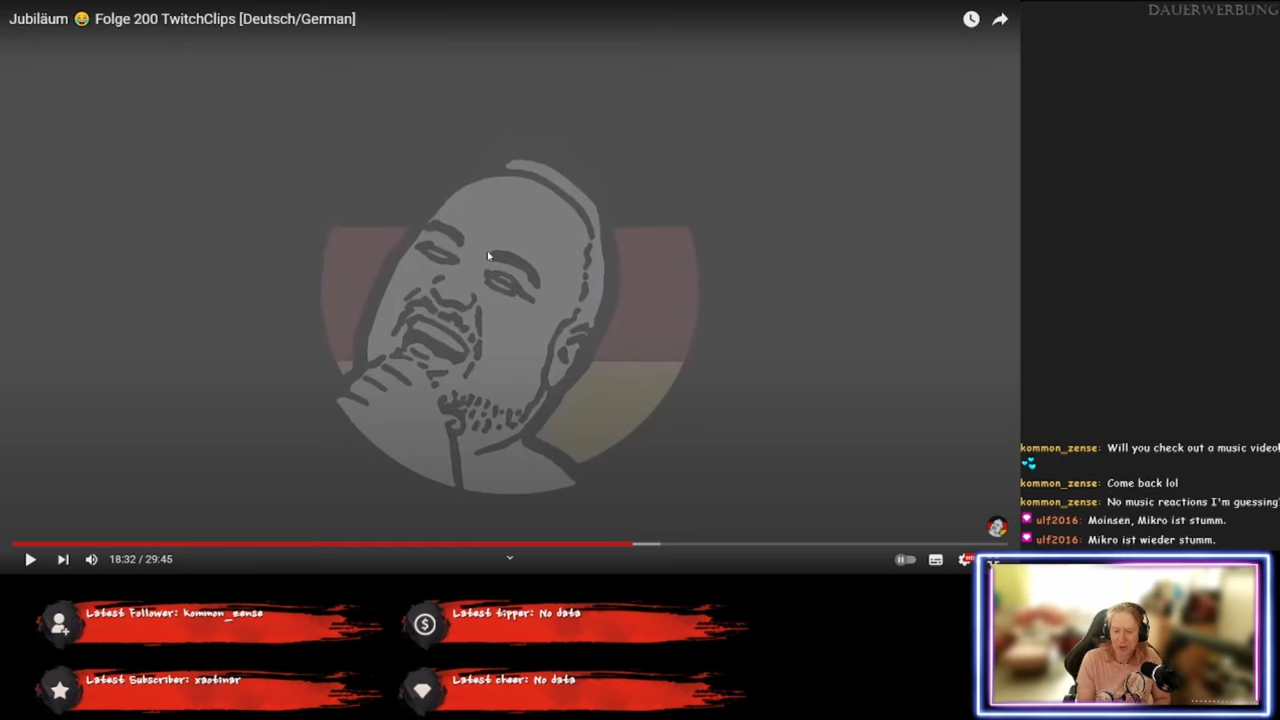 Jubiläum 😂 Folge 200 TwitchClips [Deutsch/German]
DAUERWERBUNG
kommon_zense: Will you check out a music video
kommon_zense: Come back lol
kommon_zense: No music reactions I'm guessing?
ulf2016: Moinsen, Mikro ist stumm.
ulf2016: Mikro ist wieder stumm.
18:32 / 29:45
Latest Follower: kommon_zense
Latest tipper: No data
Latest Subscriber: xaotinar
Latest cheer: No data